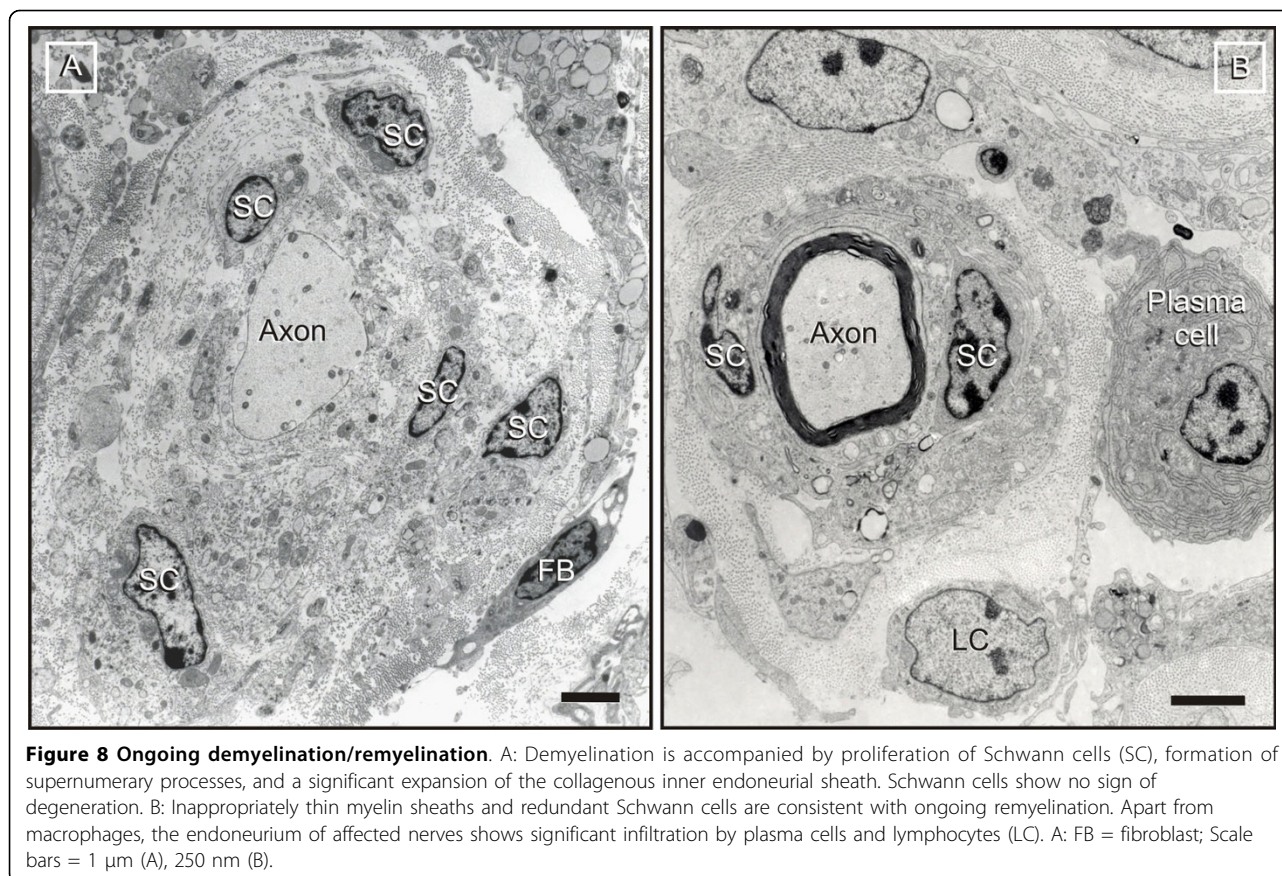 A
B
SC
SC
Axon
SC
SC
SC
FB
Axon
SC
SC
Plasma
cell
LC
Figure 8 Ongoing demyelination/remyelination. A: Demyelination is accompanied by proliferation of Schwann cells (SC), formation of
supernumerary processes, and a significant expansion of the collagenous inner endoneurial sheath. Schwann cells show no sign of
degeneration. B: Inappropriately thin myelin sheaths and redundant Schwann cells are consistent with ongoing remyelination. Apart from
macrophages, the endoneurium of affected nerves shows significant infiltration by plasma cells and lymphocytes (LC). A: FB = fibroblast; Scale
bars = 1 μm (A), 250 nm (B).